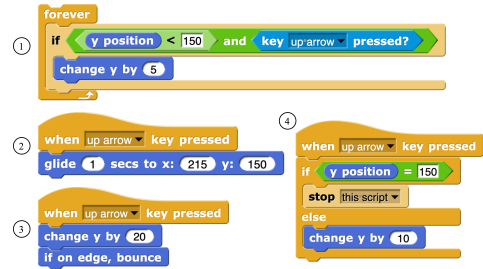 forever
① if y position < 150 and key up arrow pressed?
change y by 5
② when up arrow key pressed
glide 1 secs to x: 215 y: 150
③ when up arrow key pressed
change y by 20
if on edge, bounce
④
when up arrow key pressed
if y position = 150
stop this script
else
change y by 10